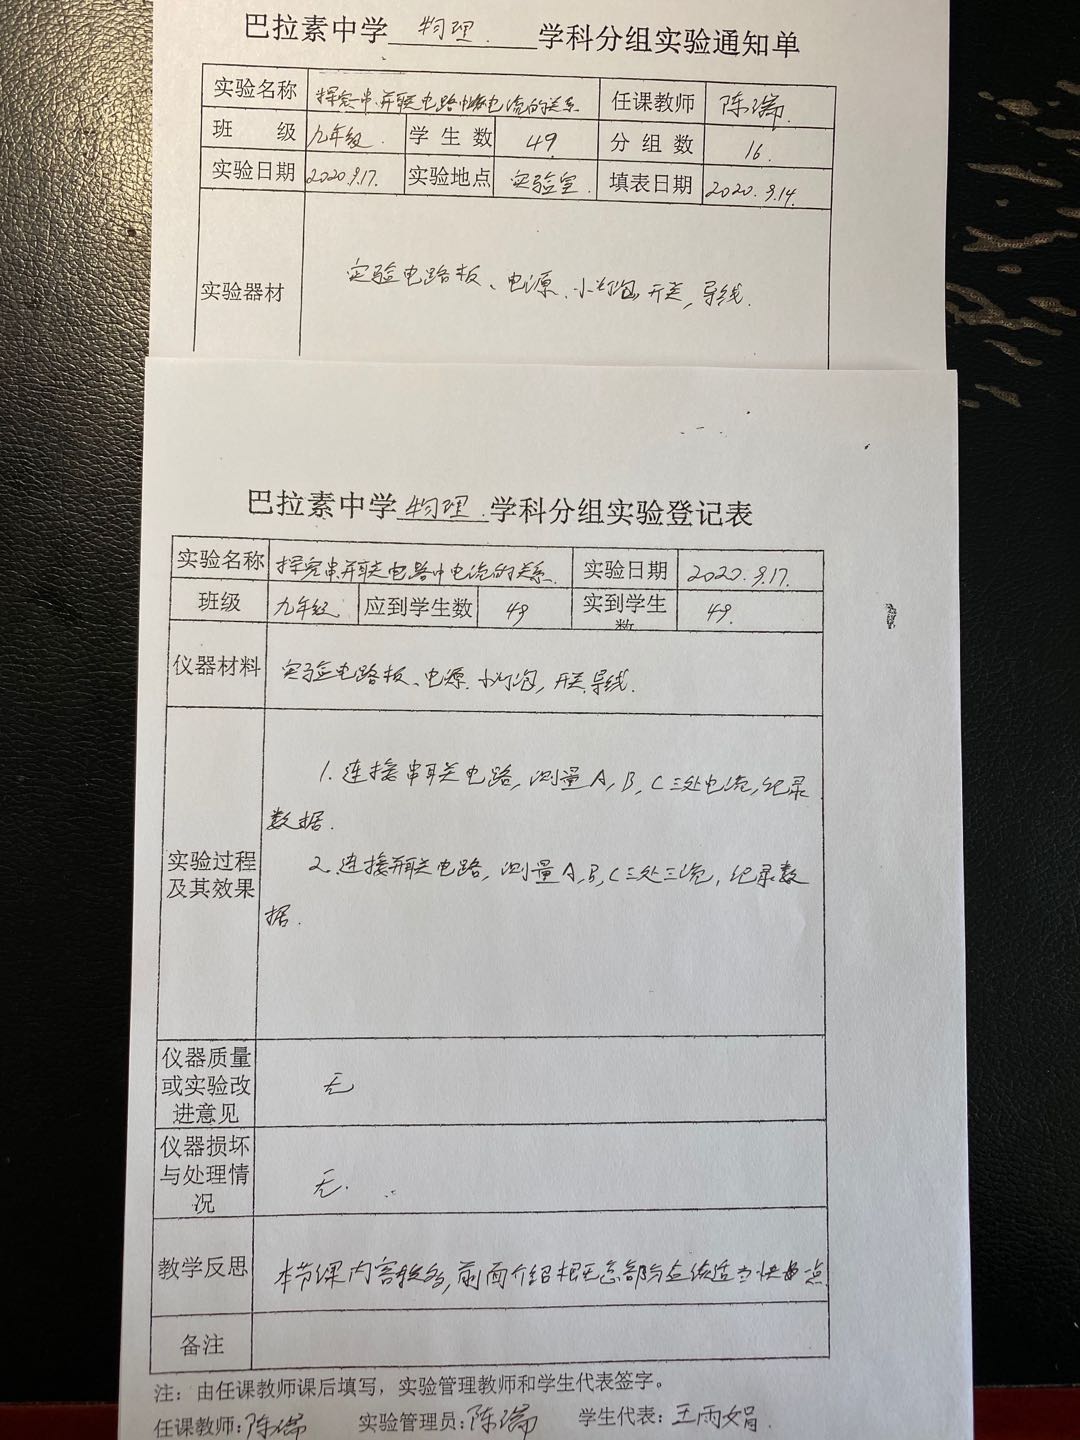 巴拉素中学 物理. 学科分组实验通知单
实验名称 探究串.并联电路中电流的关系 任课教师 陈瑞.
班 级 九年级. 学生数 49. 分组数 16.
实验日期 2020.9.17. 实验地点 实验室. 填表日期 2020.9.14.
实验器材 实验电路板、电源、小灯泡,开关,导线.
巴拉素中学 物理. 学科分组实验登记表
实验名称 探究串.并联电路中电流的关系. 实验日期 2020.9.17.
班级 九年级 应到学生数 49 实到学生数 49.
仪器材料 实验电路板、电源.小灯泡,开关.导线.
1.连接串联电路,测量A,B,C三处电流,记录
数据.
实验过程
及其效果
2.连接并联电路,测量A,B,C三处三流,记录数
据.
仪器质量
或实验改
进意见
无
仪器损坏
与处理情
况
无.
教学反思 本节课内容较多,前面介绍 部分应该适当快 一点
备注
注：由任课教师课后填写，实验管理教师和学生代表签字。
任课教师:陈瑞 实验管理员:陈瑞 学生代表:王雨娟